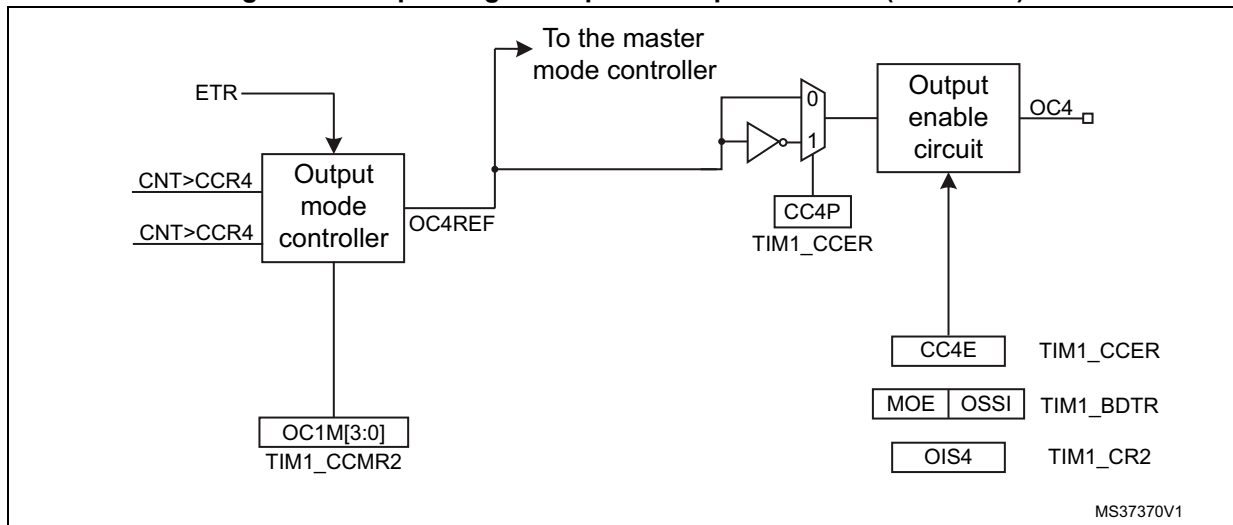 To the master
mode controller
ETR
0
1
Output
enable
circuit
OC4
CNT>CCR4
CNT>CCR4
Output
mode
controller
OC4REF
CC4P
TIM1_CCER
CC4E TIM1_CCER
MOE OSSI TIM1_BDTR
OIS4 TIM1_CR2
OC1M[3:0]
TIM1_CCMR2
MS37370V1